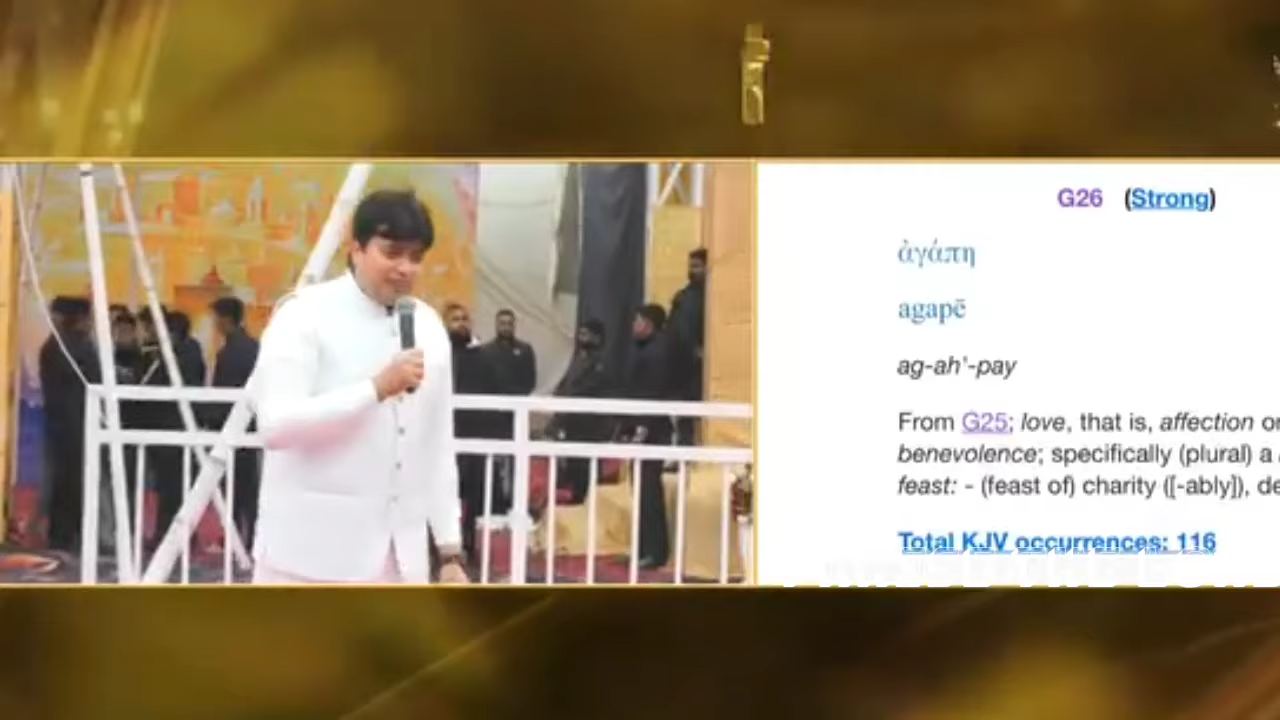 G26 (Strong)
ἀγάπη
agapē
ag-ah'-pay
From G25; love, that is, affection or
benevolence; specifically (plural) a
feast: - (feast of) charity ([-ably]), de
Total KJV occurrences: 116